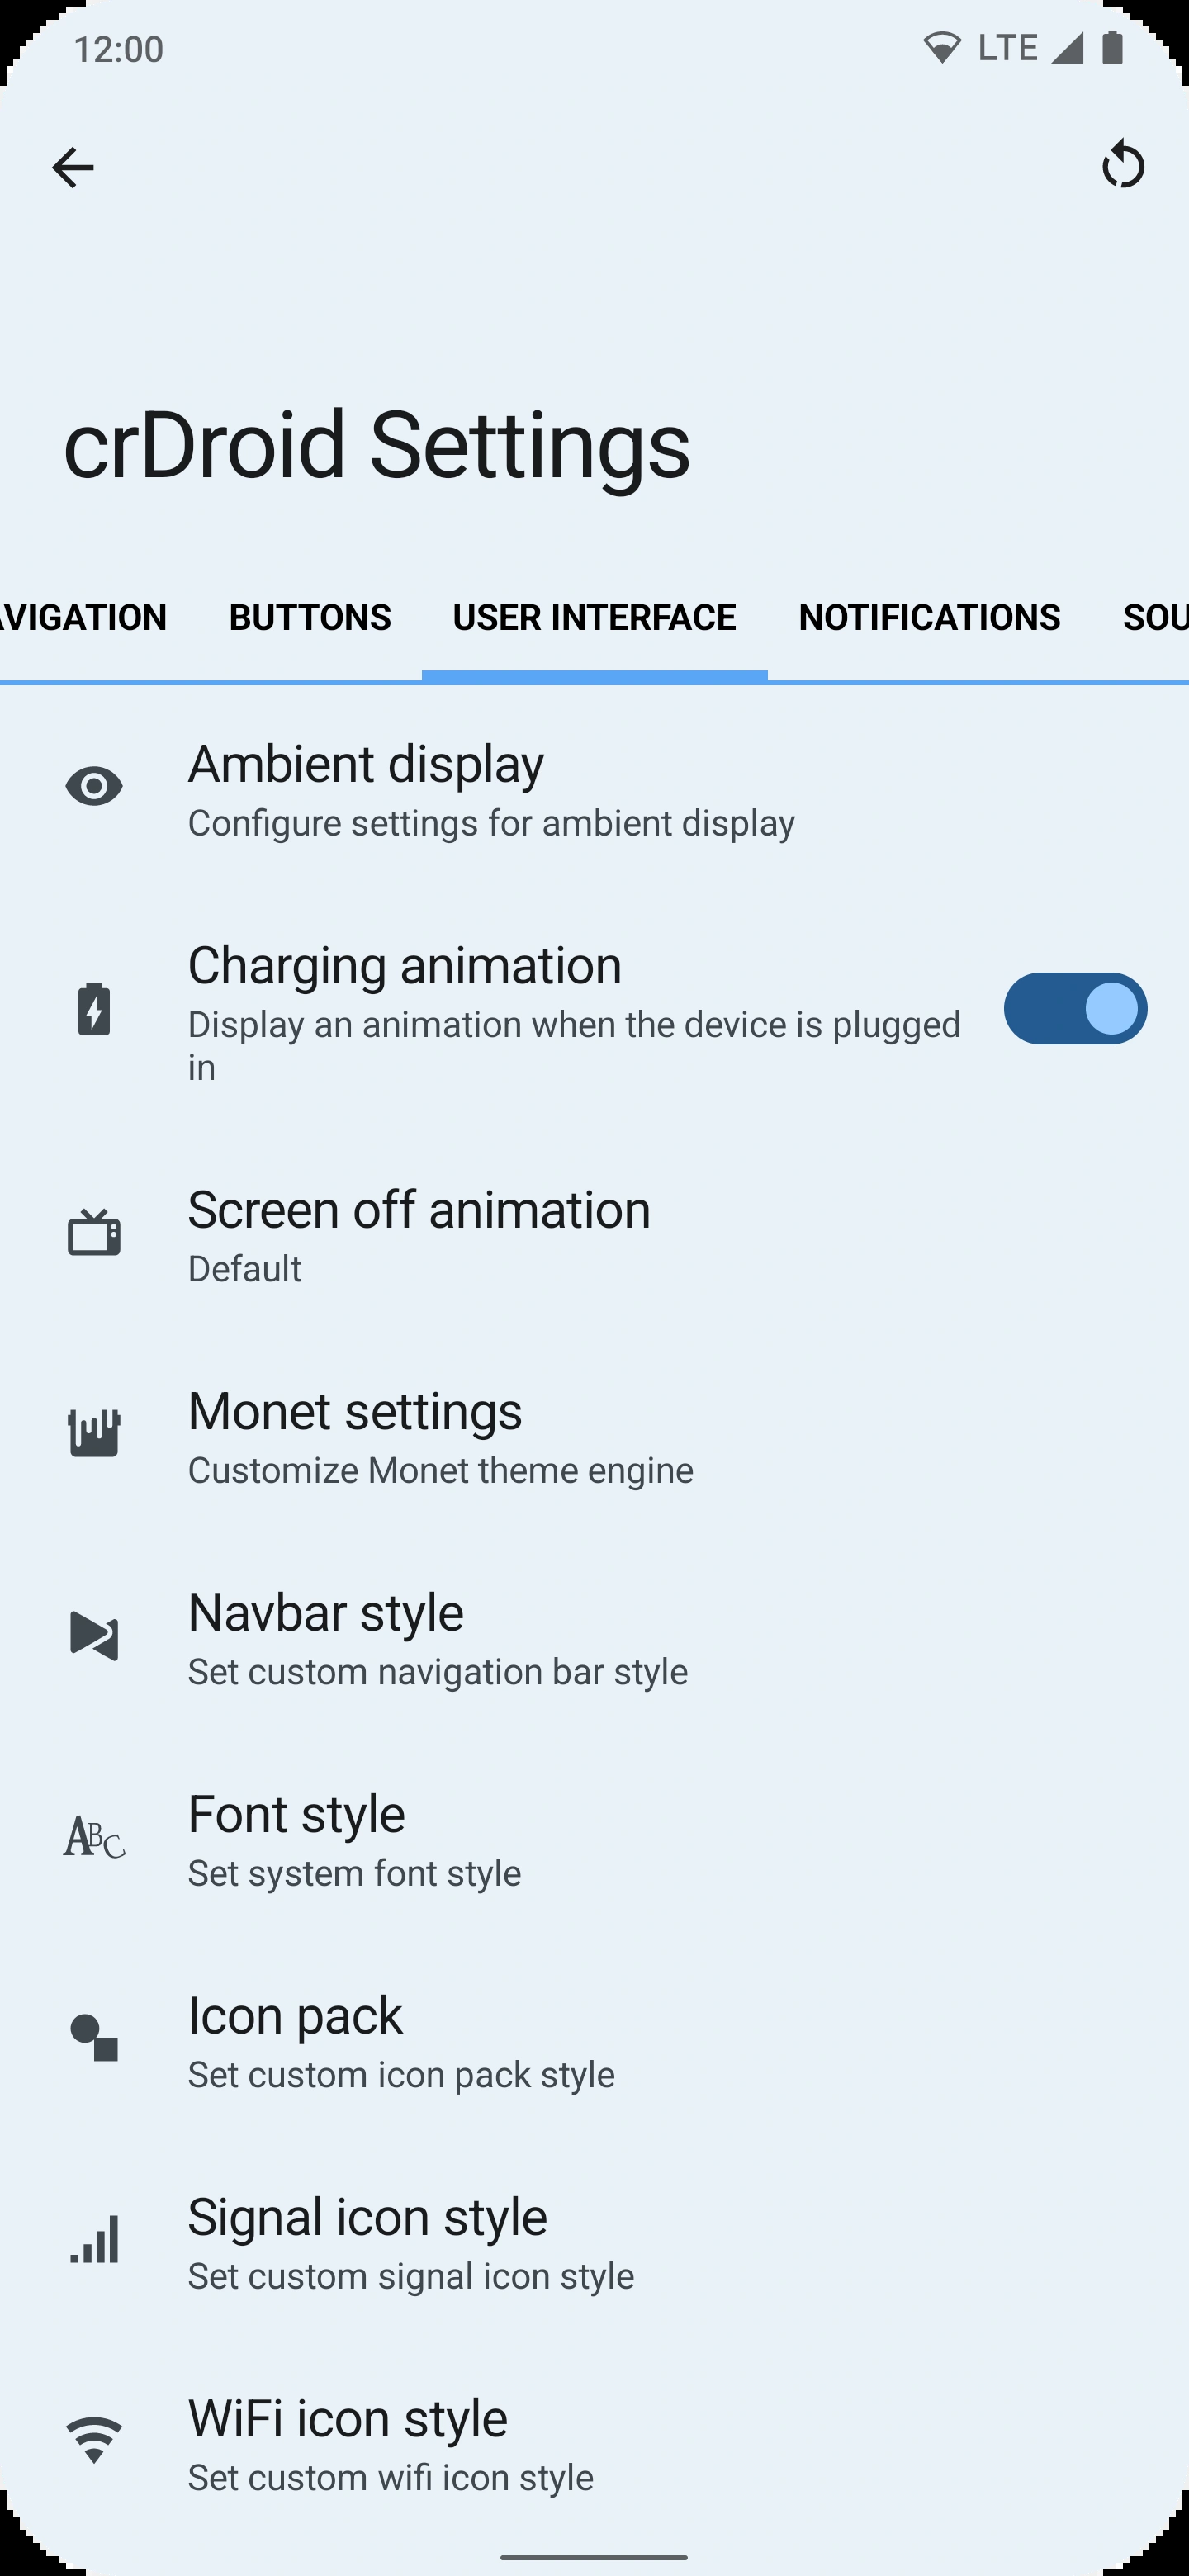 12:00 LTE
crDroid Settings
AVIGATION BUTTONS USER INTERFACE NOTIFICATIONS SOU
Ambient display
Configure settings for ambient display
Charging animation
Display an animation when the device is plugged
in
Screen off animation
Default
Monet settings
Customize Monet theme engine
Navbar style
Set custom navigation bar style
ABC
Font style
Set system font style
Icon pack
Set custom icon pack style
Signal icon style
Set custom signal icon style
WiFi icon style
Set custom wifi icon style